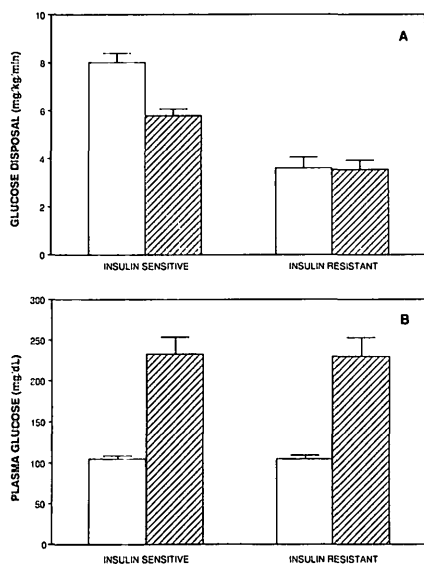 A
GLUCOSE DISPOSAL (mg/kg/min)
10
8
6
4
2
0
INSULIN SENSITIVE INSULIN RESISTANT
B
PLASMA GLUCOSE (mg/dL)
300
250
200
150
100
50
0
INSULIN SENSITIVE INSULIN RESISTANT